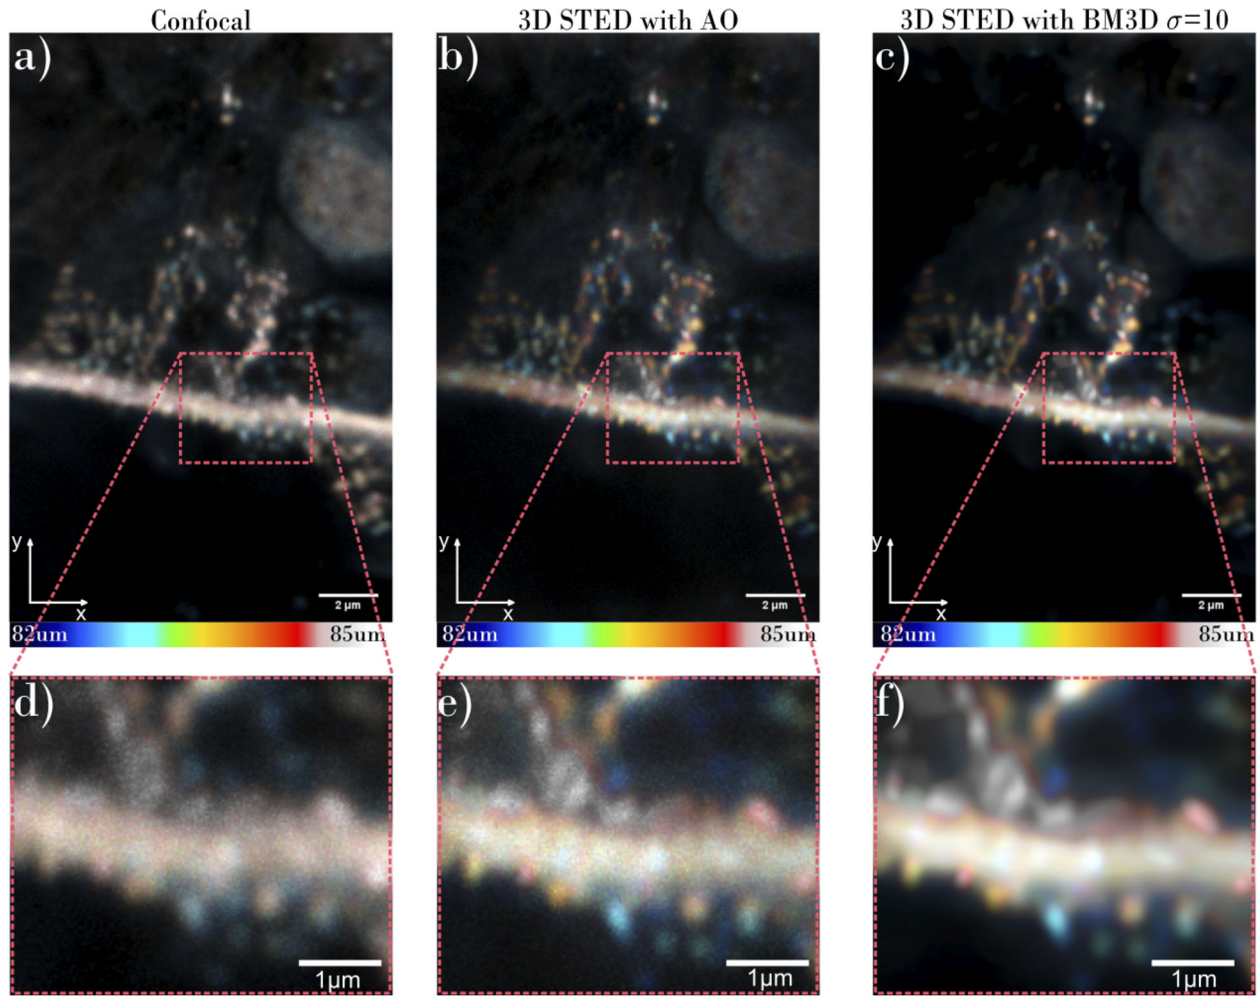 Confocal
3D STED with AO
3D STED with BM3D σ=10
a)
b)
c)
y
x
2 µm
y
x
2 µm
y
x
2 µm
82um
85um
82um
85um
82um
85um
d)
e)
f)
1µm
1µm
1µm